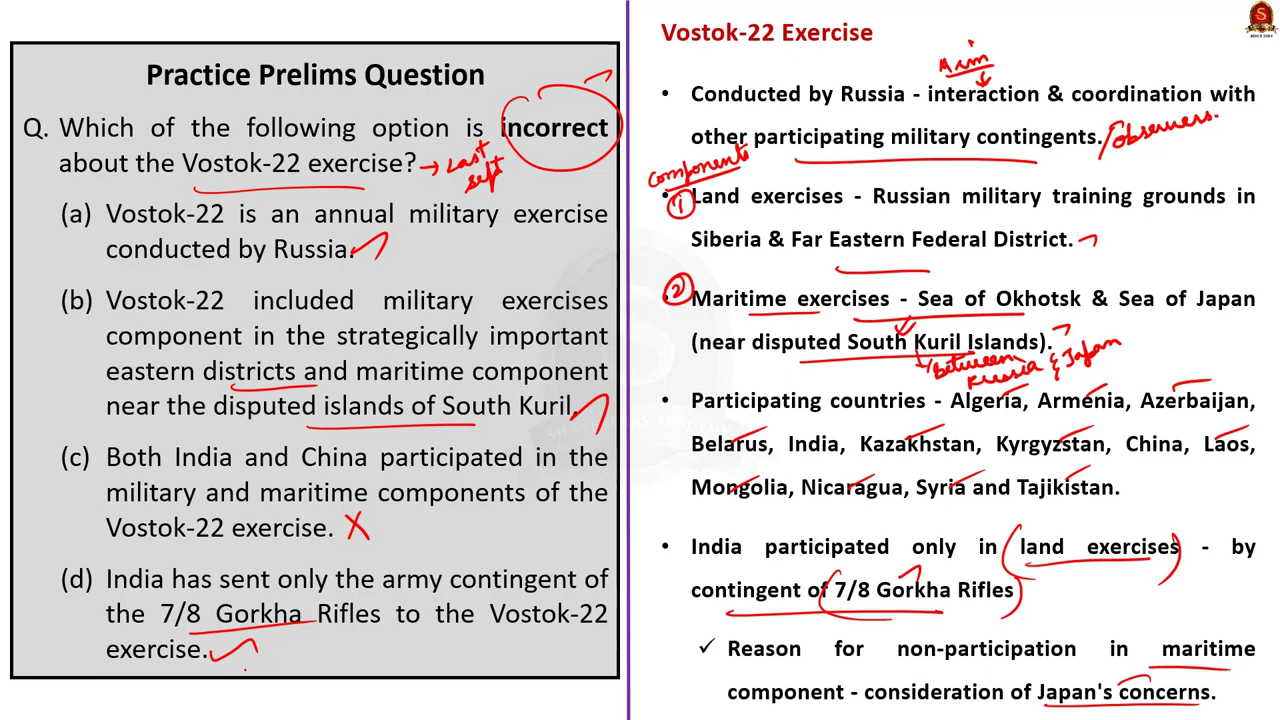 Practice Prelims Question
Q. Which of the following option is incorrect
about the Vostok-22 exercise? → Last
Sept
(a) Vostok-22 is an annual military exercise
conducted by Russia.
(b) Vostok-22 included military exercises
component in the strategically important
eastern districts and maritime component
near the disputed islands of South Kuril.
(c) Both India and China participated in the
military and maritime components of the
Vostok-22 exercise. X
(d) India has sent only the army contingent of
the 7/8 Gorkha Rifles to the Vostok-22
exercise.
Vostok-22 Exercise
Aim
• Conducted by Russia - interaction & coordination with
other participating military contingents. /observers.
Components
① Land exercises - Russian military training grounds in
Siberia & Far Eastern Federal District.
② Maritime exercises - Sea of Okhotsk & Sea of Japan
(near disputed South Kuril Islands).
between
Russia & Japan
• Participating countries - Algeria, Armenia, Azerbaijan,
Belarus, India, Kazakhstan, Kyrgyzstan, China, Laos,
Mongolia, Nicaragua, Syria and Tajikistan.
• India participated only in land exercises - by
contingent of 7/8 Gorkha Rifles
✓ Reason for non-participation in maritime
component - consideration of Japan's concerns.
S
SINCE 2004